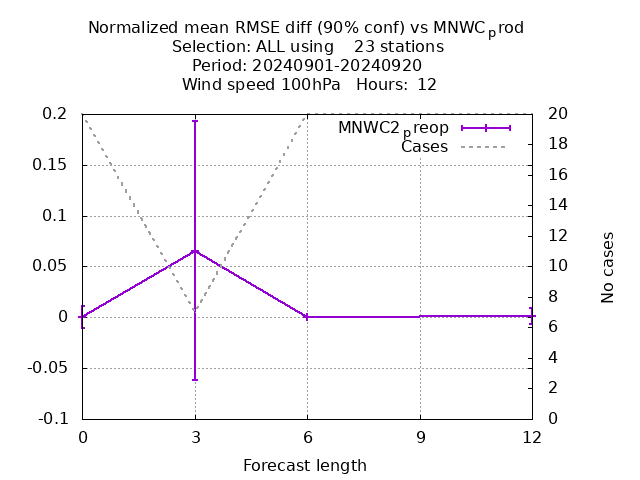 Normalized mean RMSE diff (90% conf) vs MNWCprod
Selection: ALL using    23 stations
Period: 20240901-20240920
Wind speed 100hPa   Hours:  12
MNWC2preop
Cases
0.2
0.15
0.1
0.05
0
-0.05
-0.1
20
18
16
14
12
10
8
6
4
2
0
No cases
0 3 6 9 12
Forecast length